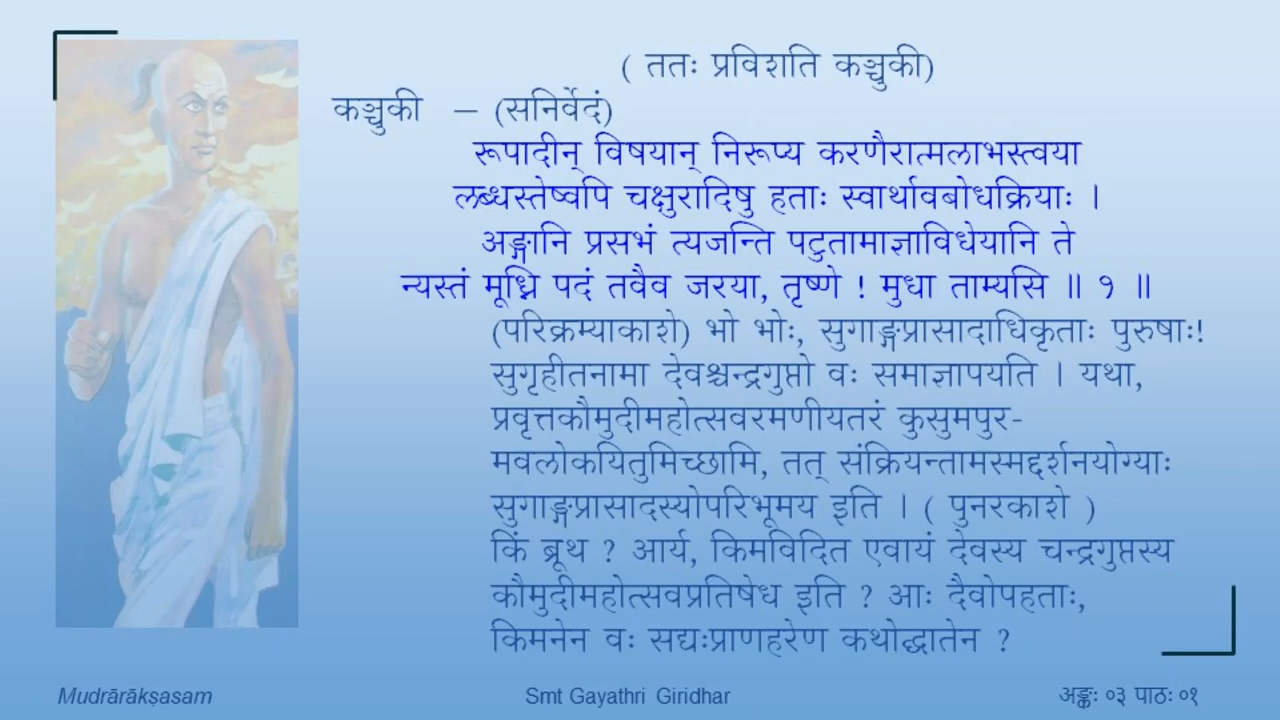 ( ततः प्रविशति कञ्चुकी)
कञ्चुकी – (सनिर्वेदं)
रूपादीन् विषयान् निरूप्य करणैरात्मलाभस्त्वया
लब्धस्तेष्वपि चक्षुरादिषु हताः स्वार्थावबोधक्रियाः ।
अङ्गानि प्रसभं त्यजन्ति पटुतामाज्ञाविधेयानि ते
न्यस्तं मूर्ध्नि पदं तवैव जरया, तृष्णे ! मुधा ताम्यसि ॥ १ ॥
(परिक्रम्याकाशे) भो भोः, सुगाङ्गप्रासादाधिकृताः पुरुषाः!
सुगृहीतनामा देवश्चन्द्रगुप्तो वः समाज्ञापयति । यथा,
प्रवृत्तकौमुदीमहोत्सवरमणीयतरं कुसुमपुर-
मवलोकयितुमिच्छामि, तत् संक्रियन्तामस्मद्दर्शनयोग्याः
सुगाङ्गप्रासादस्योपरिभूमय इति । ( पुनरकाशे )
किं ब्रूथ ? आर्य, किमविदित एवायं देवस्य चन्द्रगुप्तस्य
कौमुदीमहोत्सवप्रतिषेध इति ? आः दैवोपहताः,
किमनेन वः सद्यःप्राणहरेण कथोद्घातेन ?
Mudrārākṣasam
Smt Gayathri Giridhar
अङ्कः ०३ पाठः ०१